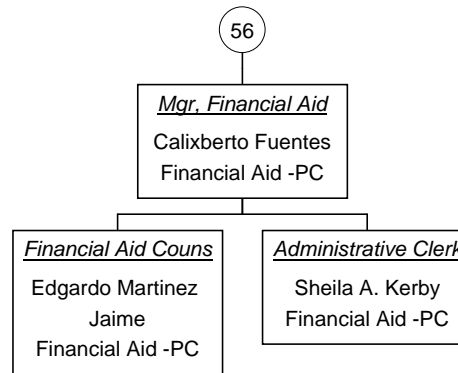 56
Mgr, Financial Aid
Calixberto Fuentes
Financial Aid -PC
Financial Aid Couns
Edgardo Martinez
Jaime
Financial Aid -PC
Administrative Clerk
Sheila A. Kerby
Financial Aid -PC